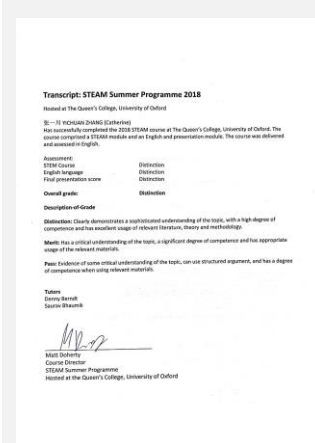 Transcript: STEAM Summer Programme 2018
Hosted at The Queen's College, University of Oxford
YICHUAN ZHANG (Catherine)
Has successfully completed the 2018 STEAM course at The Queen's College, University of Oxford. The
course comprised a STEAM module and an English and presentation module. The course was delivered
and assessed in English.
Assessment:
STEM Course Distinction
English language Distinction
Final presentation score Distinction
Overall grade: Distinction
Description-of-Grade
Distinction: Clearly demonstrates a sophisticated understanding of the topic, with a high degree of
competence and has excellent usage of relevant literature, theory and methodology.
Merit: Has a critical understanding of the topic, a significant degree of competence and has appropriate
usage of the relevant materials.
Pass: Evidence of some critical understanding of the topic, can use structured argument, and has a degree
of competence when using relevant materials.
Tutors
Denny Berndt
Saurav Bhaumik
Matt Doherty
Course Director
STEAM Summer Programme
Hosted at the Queen's College, University of Oxford